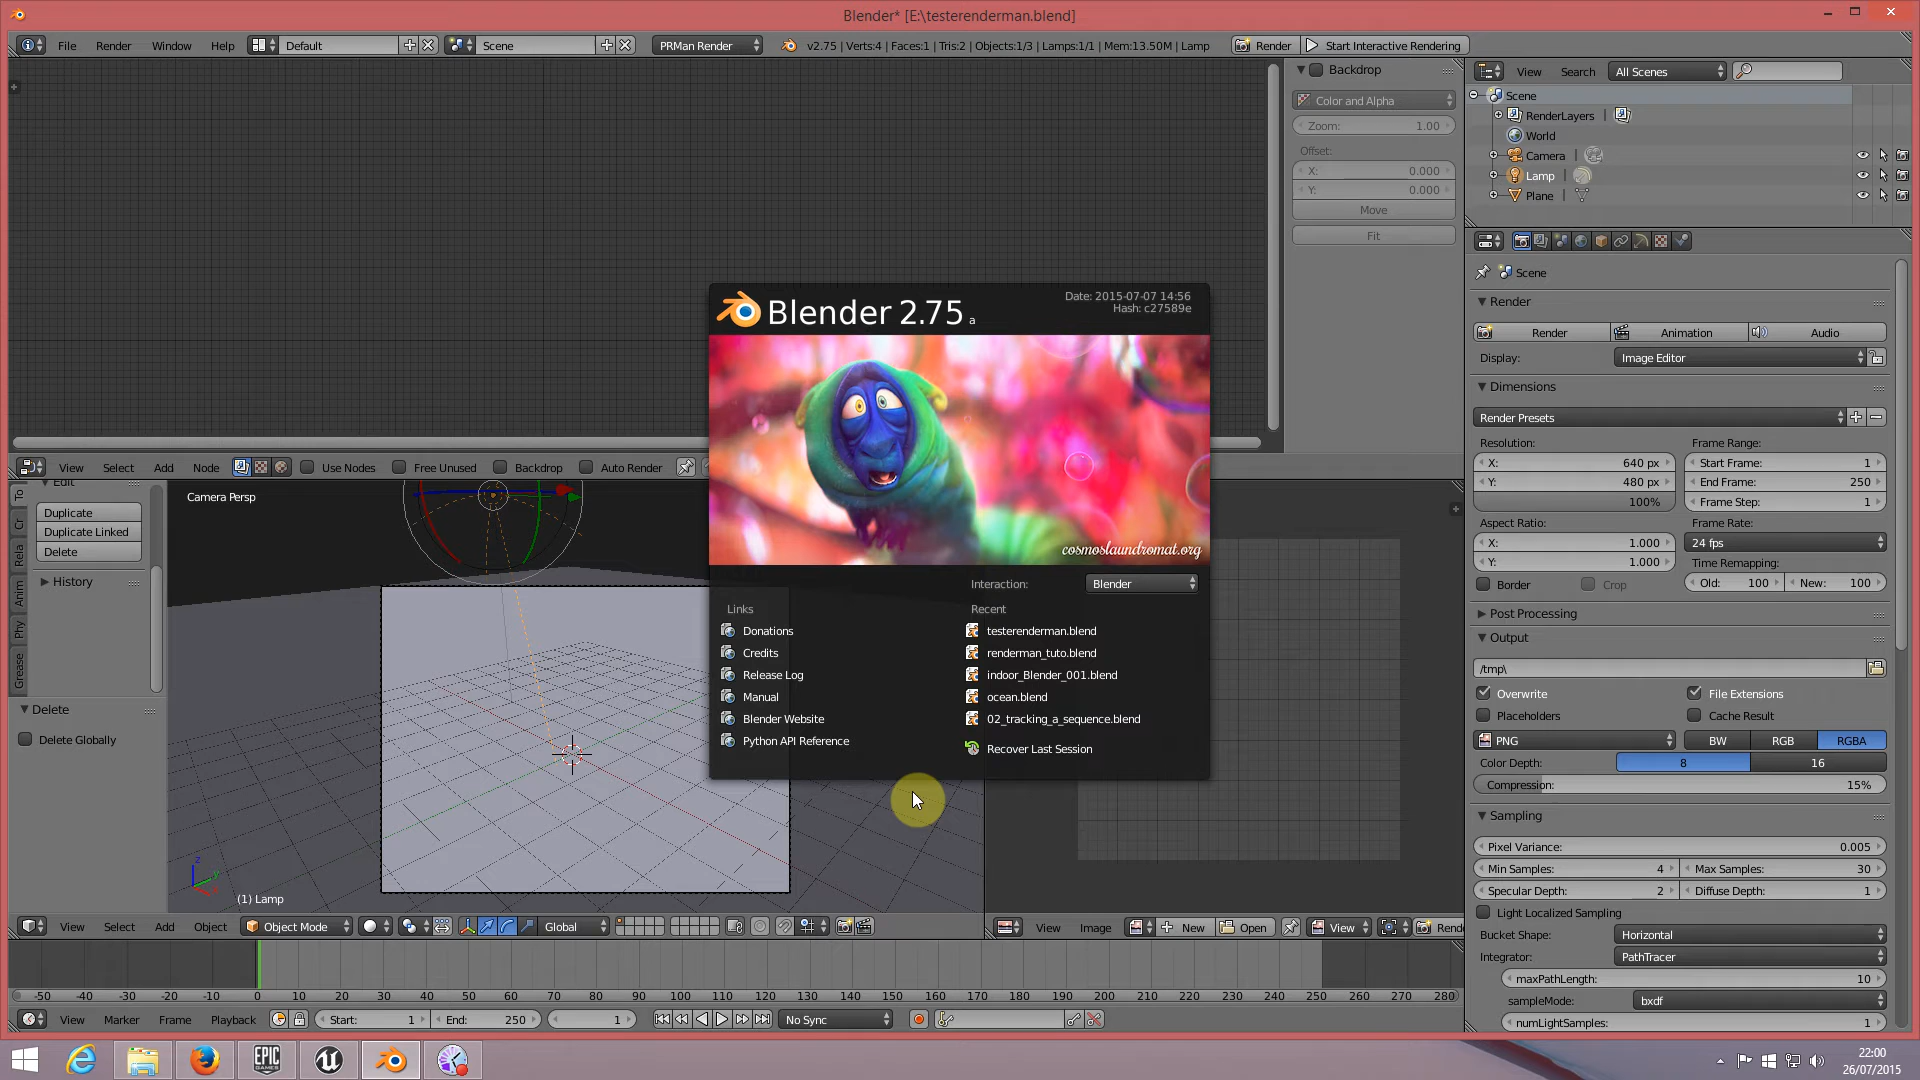 Blender* [E:\testerenderman.blend]
File Render Window Help Default Scene PRMan Render v2.75 | Verts:4 | Faces:1 | Tris:2 | Objects:1/3 | Lamps:1/1 | Mem:13.50M | Lamp Render Start Interactive Rendering
Backdrop
Color and Alpha
Zoom: 1.00
Offset:
X: 0.000
Y: 0.000
Move
Fit
View Search All Scenes
Scene
RenderLayers
World
Camera
Lamp
Plane
Scene
Render
Render Animation Audio
Display: Image Editor
Dimensions
Render Presets
Resolution: Frame Range:
X: 640 px Start Frame: 1
Y: 480 px End Frame: 250
100% Frame Step: 1
Aspect Ratio: Frame Rate:
X: 1.000 24 fps
Y: 1.000 Time Remapping:
Border Crop Old: 100 New: 100
Post Processing
Output
/tmp\
Overwrite File Extensions
Placeholders Cache Result
PNG BW RGB RGBA
Color Depth: 8 16
Compression: 15%
Sampling
Pixel Variance: 0.005
Min Samples: 4 Max Samples: 30
Specular Depth: 2 Diffuse Depth: 1
Light Localized Sampling
Bucket Shape: Horizontal
Integrator: PathTracer
maxPathLength: 10
sampleMode: bxdf
numLightSamples: 1
Blender 2.75 a
Date: 2015-07-07 14:56
Hash: c27589e
cosmoslaundromat.org
Interaction: Blender
Links
Donations
Credits
Release Log
Manual
Blender Website
Python API Reference
Recent
testerenderman.blend
renderman_tuto.blend
indoor_Blender_001.blend
ocean.blend
02_tracking_a_sequence.blend
Recover Last Session
View Select Add Node Use Nodes Free Unused Backdrop Auto Render
To
Cr
Rela
Anim
Phy
Grease
Edit
Duplicate
Duplicate Linked
Delete
History
Delete
Delete Globally
Camera Persp
z
y
(1) Lamp
View Select Add Object Object Mode Global
View Image New Open View Rende
-50 -40 -30 -20 -10 0 10 20 30 40 50 60 70 80 90 100 110 120 130 140 150 160 170 180 190 200 210 220 230 240 250 260 270 280
View Marker Frame Playback Start: 1 End: 250 1 No Sync
EPIC GAMES
22:00
26/07/2015